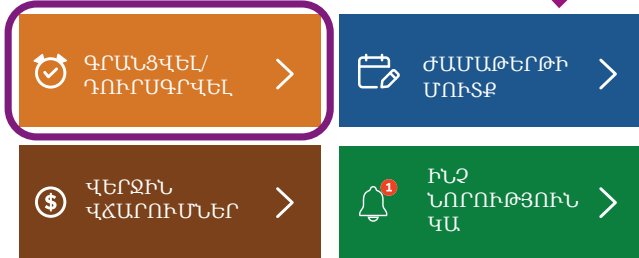 ԳՐԱՆՑՎԵԼ/
ԴՈՒՐՍԳՐՎԵԼ
ԺԱՄԱԹԵՐԹԻ
ՄՈՒՏՔ
ՎԵՐՋԻՆ
ՎՃԱՐՈՒՄՆԵՐ
1
ԻՆՉ
ՆՈՐՈՒԹՅՈՒՆ
ԿԱ